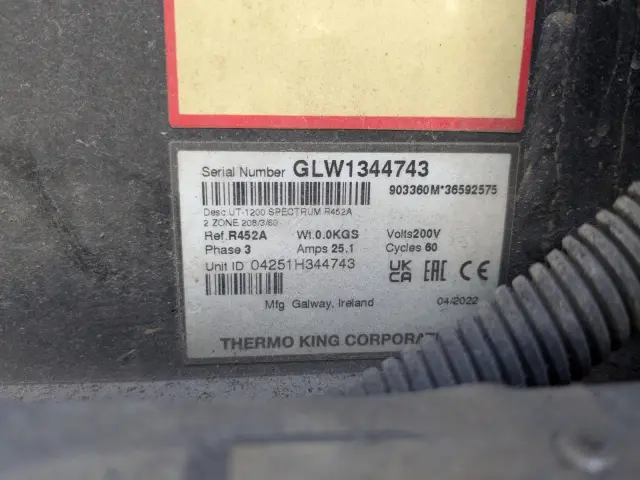 Serial Number GLW1344743
903360M*36592575
Desc UT-1200 SPECTRUM R452A
2 ZONE 208/3/60
Ref.R452A Wt.0.0KGS Volts200V
Phase 3 Amps 25.1 Cycles 60
Unit ID 04251H344743
UK CA EAC CE
Mfg Galway, Ireland 04/2022
THERMO KING CORPORATI